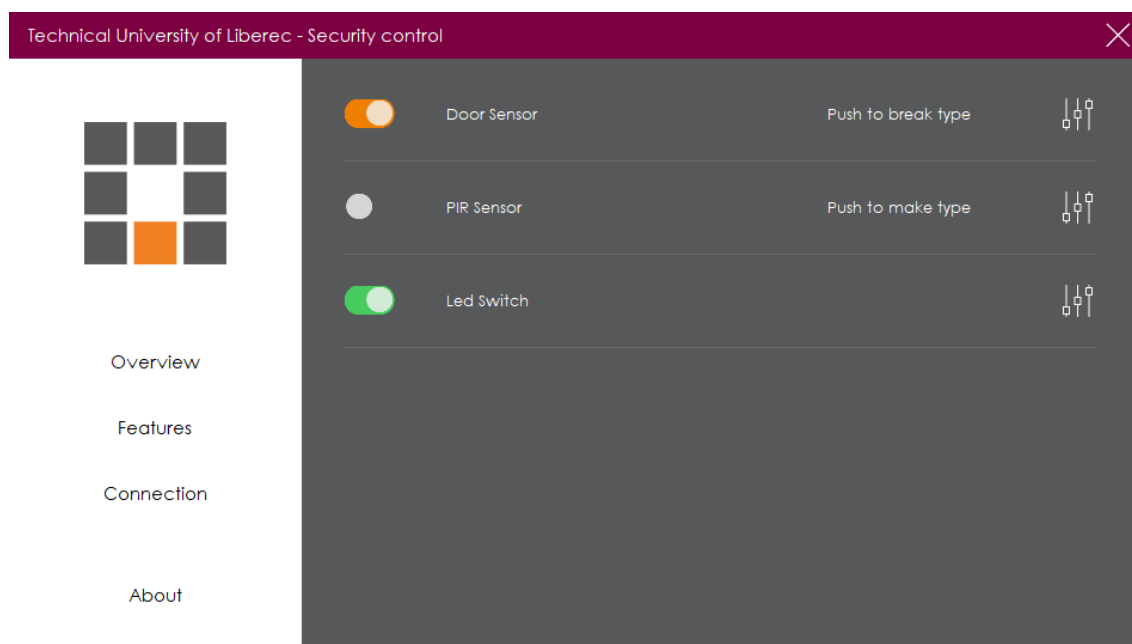 Technical University of Liberec - Security control
Door Sensor Push to break type
PIR Sensor Push to make type
Led Switch
Overview
Features
Connection
About